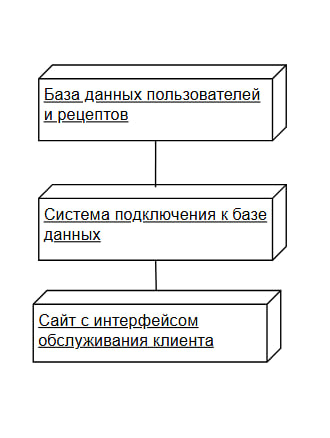 База данных пользователей
и рецептов
Система подключения к базе
данных
Сайт с интерфейсом
обслуживания клиента